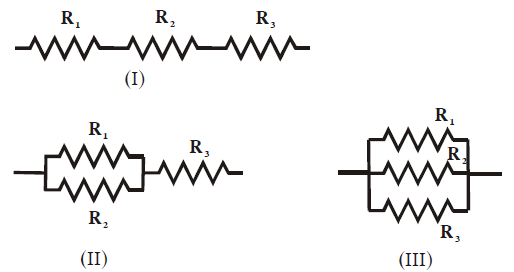 R₁ R₂ R₃
(I)
R₁
R₃
R₂
(II)
R₁
R₂
R₃
(III)